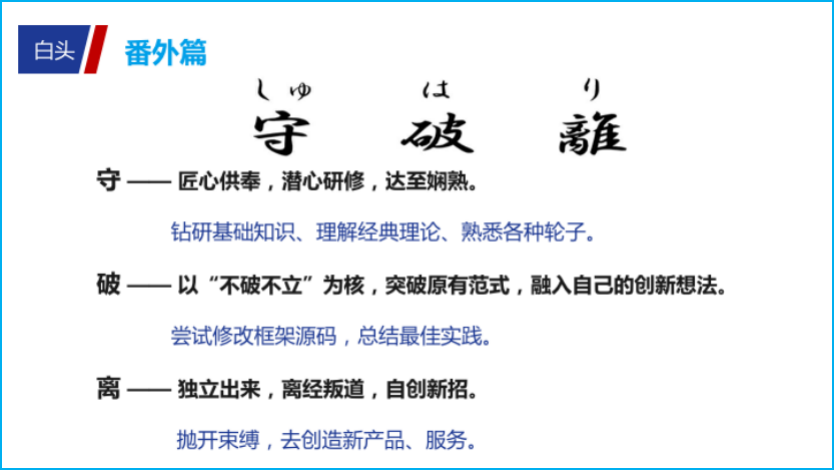 白头
番外篇
しゅ は り
守 破 離
守 —— 匠心供奉，潜心研修，达至娴熟。
钻研基础知识、理解经典理论、熟悉各种轮子。
破 —— 以“不破不立”为核，突破原有范式，融入自己的创新想法。
尝试修改框架源码，总结最佳实践。
离 —— 独立出来，离经叛道，自创新招。
抛开束缚，去创造新产品、服务。